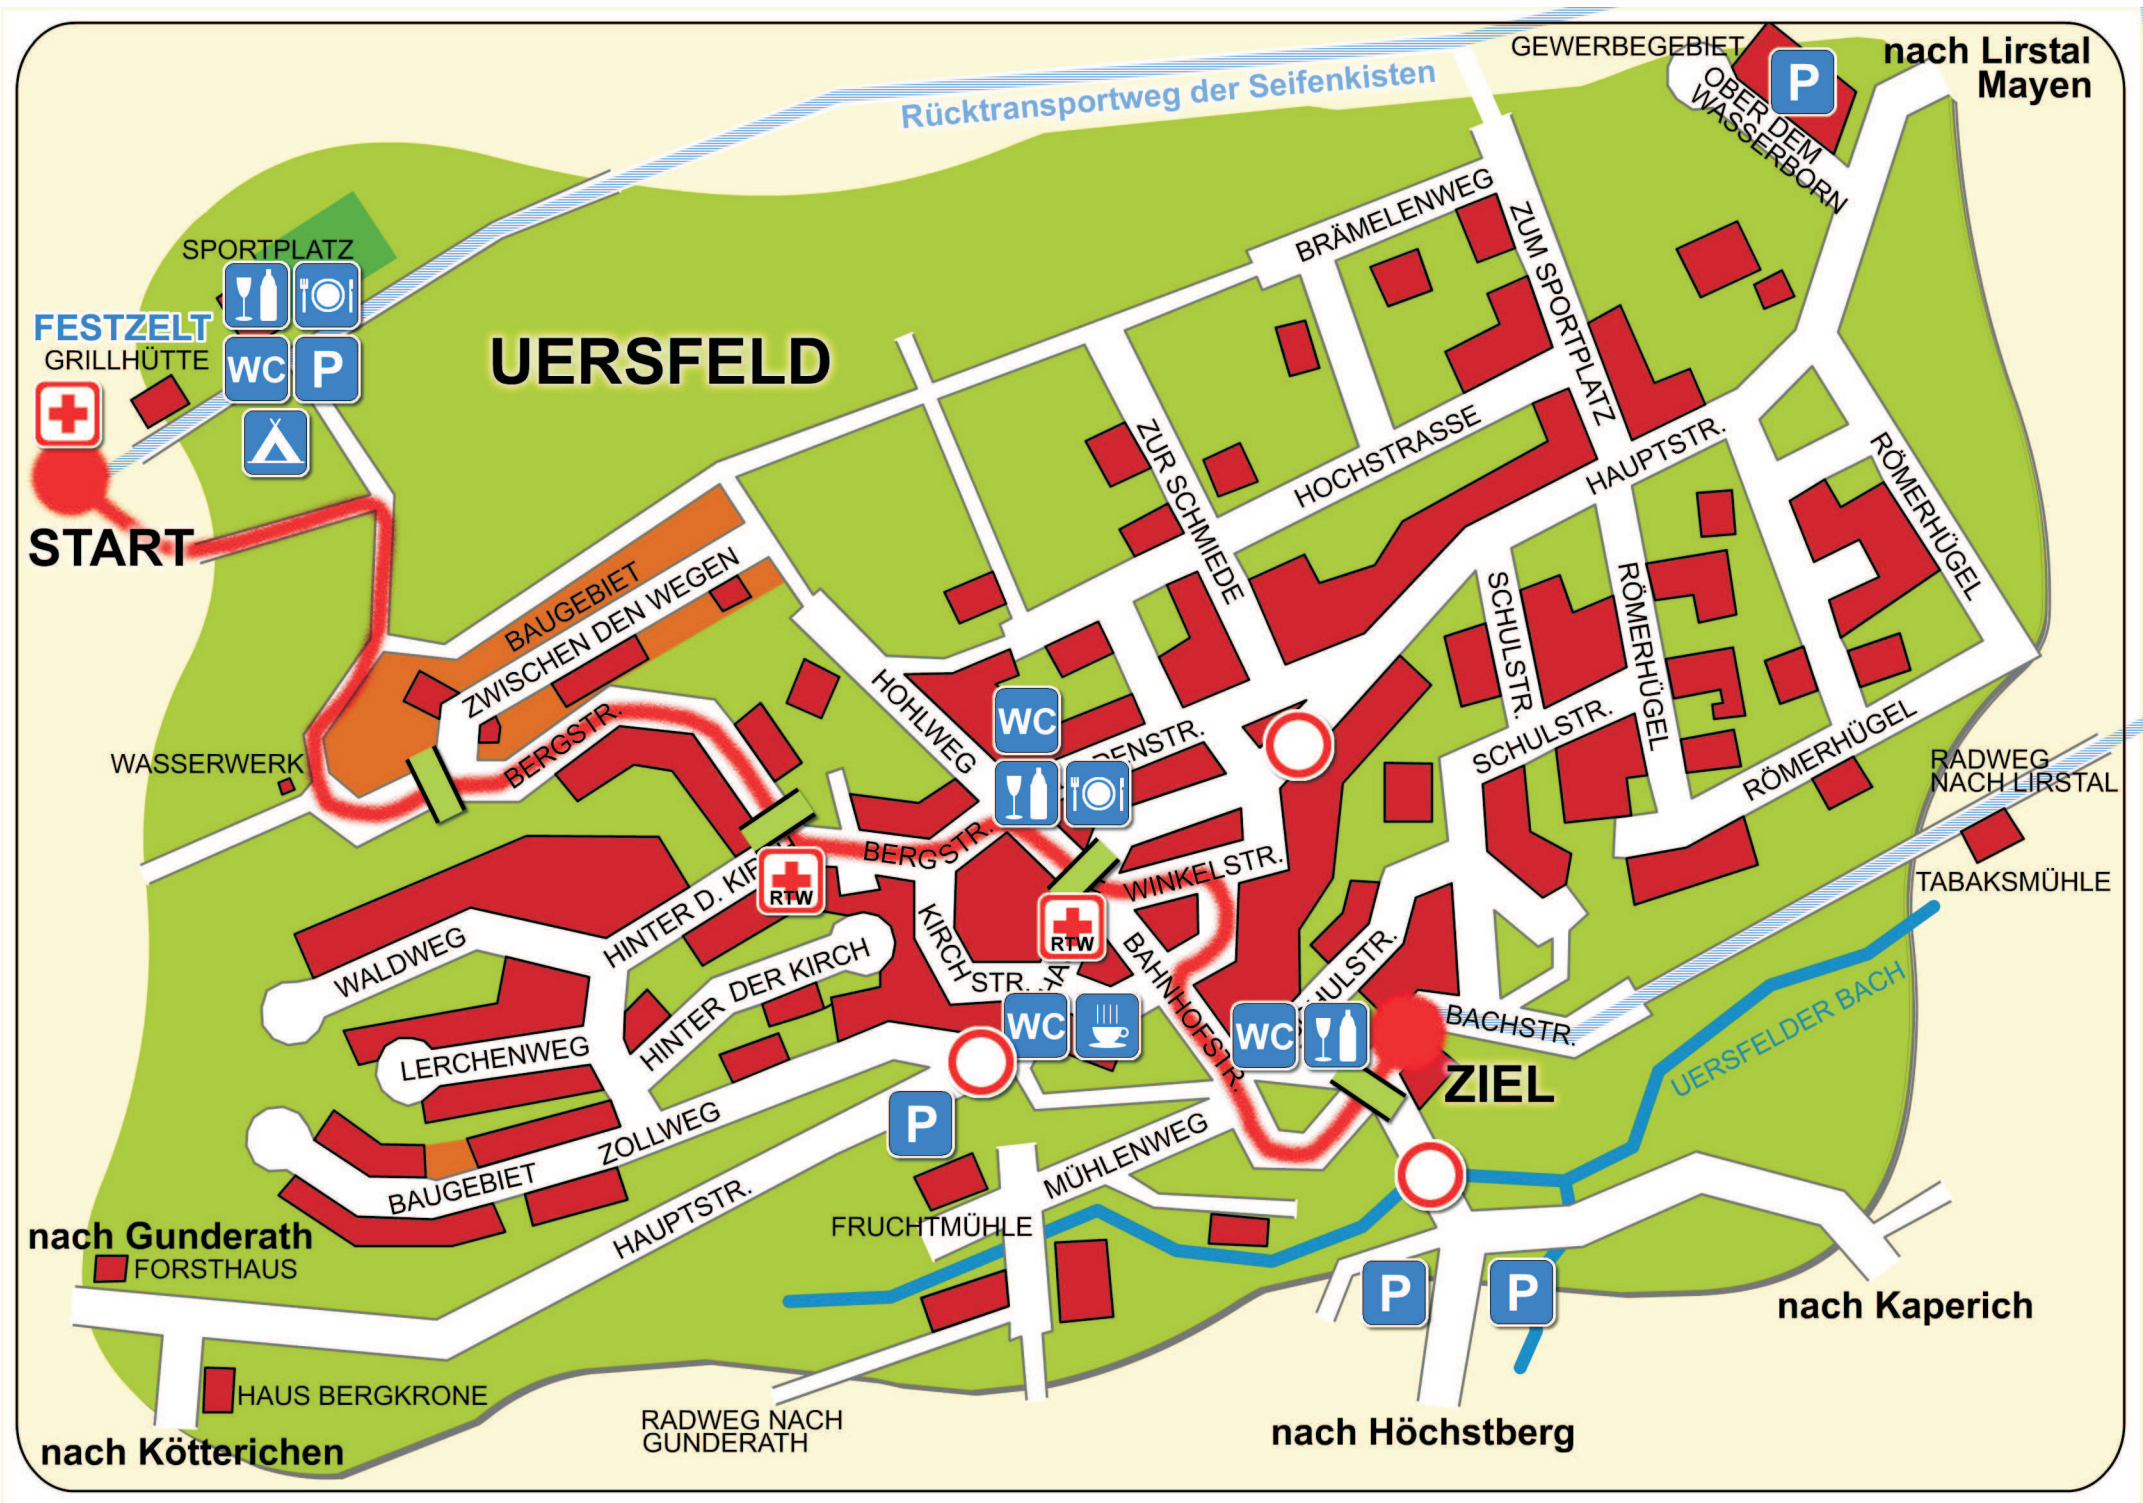 GEWERBEGEBIET
nach Lirstal
Mayen
P
OBER DEM
WASSERBORN
Rücktransportweg der Seifenkisten
BRÄMELENWEG
ZUM SPORTPLATZ
SPORTPLATZ
FESTZELT
GRILLHÜTTE
WC
P
UERSFELD
START
ZUR SCHMIEDE
HOCHSTRASSE
HAUPTSTR.
RÖMERHÜGEL
BAUGEBIET
ZWISCHEN DEN WEGEN
SCHULSTR.
RÖMERHÜGEL
HOHLWEG
WC
BERGSTR.
SCHULSTR.
RÖMERHÜGEL
WASSERWERK
RADWEG
NACH LIRSTAL
BERGSTR.
WINKELSTR.
TABAKSMÜHLE
HINTER D.
RTW
RTW
KIRCH
STR.
WALDWEG
HINTER DER KIRCH
BAHNHOFSTR.
WC
WC
BACHSTR.
UERSFELDER BACH
LERCHENWEG
ZIEL
P
ZOLLWEG
BAUGEBIET
MÜHLENWEG
HAUPTSTR.
FRUCHTMÜHLE
nach Gunderath
FORSTHAUS
P
P
nach Kaperich
HAUS BERGKRONE
RADWEG NACH
GUNDERATH
nach Höchstberg
nach Kötterichen